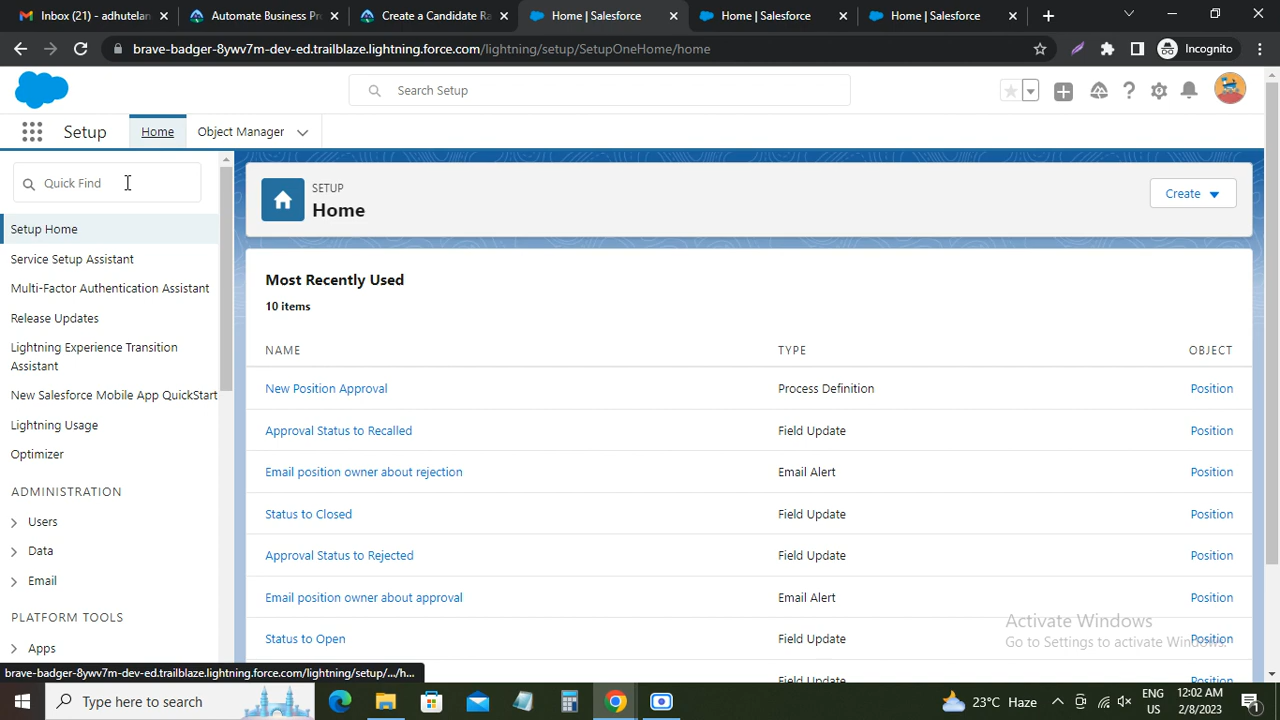 Inbox (21) - adhutelan
Automate Business Pr
Create a Candidate Ra
Home | Salesforce
Home | Salesforce
Home | Salesforce
brave-badger-8ywv7m-dev-ed.trailblaze.lightning.force.com/lightning/setup/SetupOneHome/home
Incognito
Search Setup
Setup
Home
Object Manager
Quick Find
Setup Home
Service Setup Assistant
Multi-Factor Authentication Assistant
Release Updates
Lightning Experience Transition
Assistant
New Salesforce Mobile App QuickStart
Lightning Usage
Optimizer
ADMINISTRATION
Users
Data
Email
PLATFORM TOOLS
Apps
SETUP
Home
Create
Most Recently Used
10 items
NAME TYPE OBJECT
New Position Approval Process Definition Position
Approval Status to Recalled Field Update Position
Email position owner about rejection Email Alert Position
Status to Closed Field Update Position
Approval Status to Rejected Field Update Position
Email position owner about approval Email Alert Position
Status to Open Field Update Position
Field Update Position
Activate Windows
Go to Settings to activate Windows.
brave-badger-8ywv7m-dev-ed.trailblaze.lightning.force.com/lightning/setup/.../h...
Type here to search
23°C Haze
ENG
US
12:02 AM
2/8/2023
1